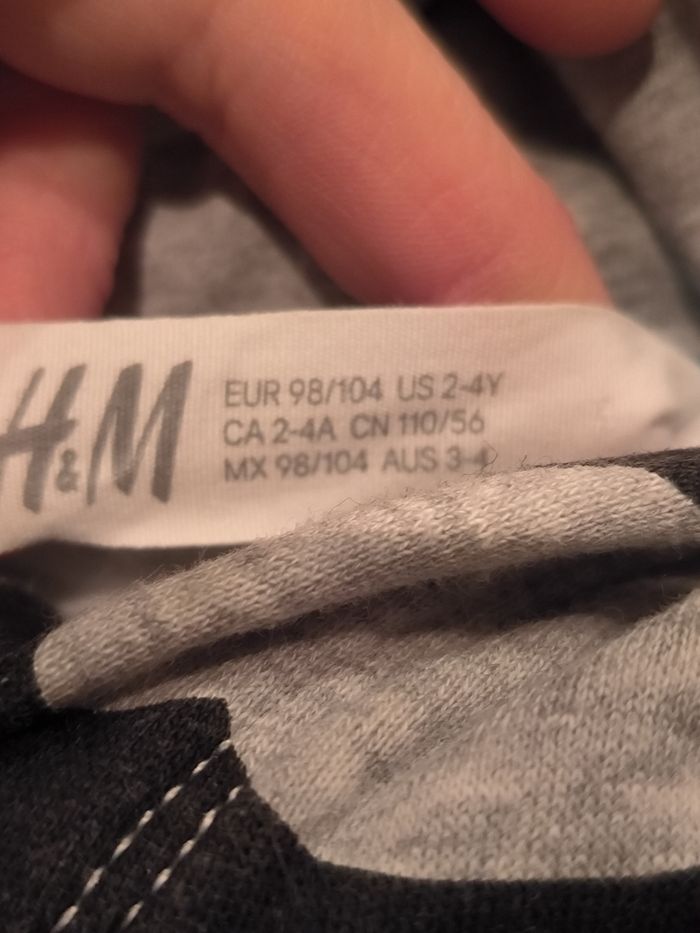 H&M
EUR 98/104 US 2-4Y
CA 2-4A CN 110/56
MX 98/104 AUS 3-4